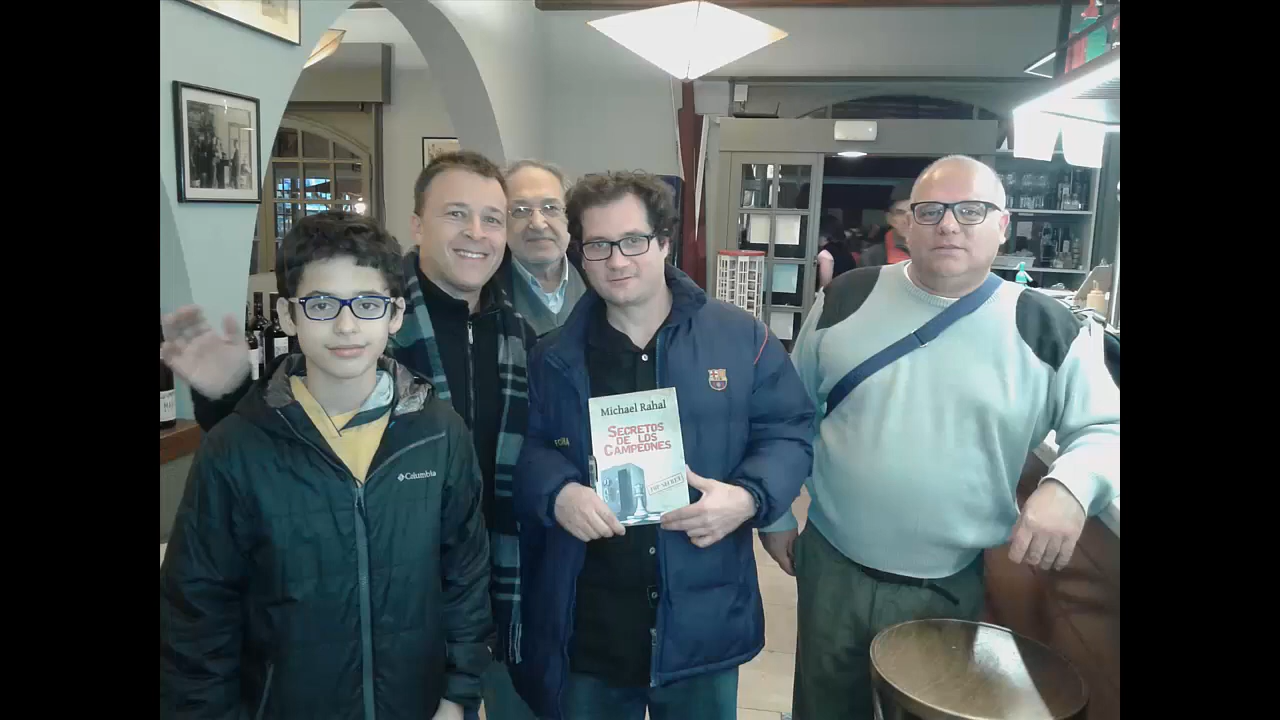 Michael Rahal
SECRETOS
DE LOS
CAMPEONES
TOP SECRET
Columbia